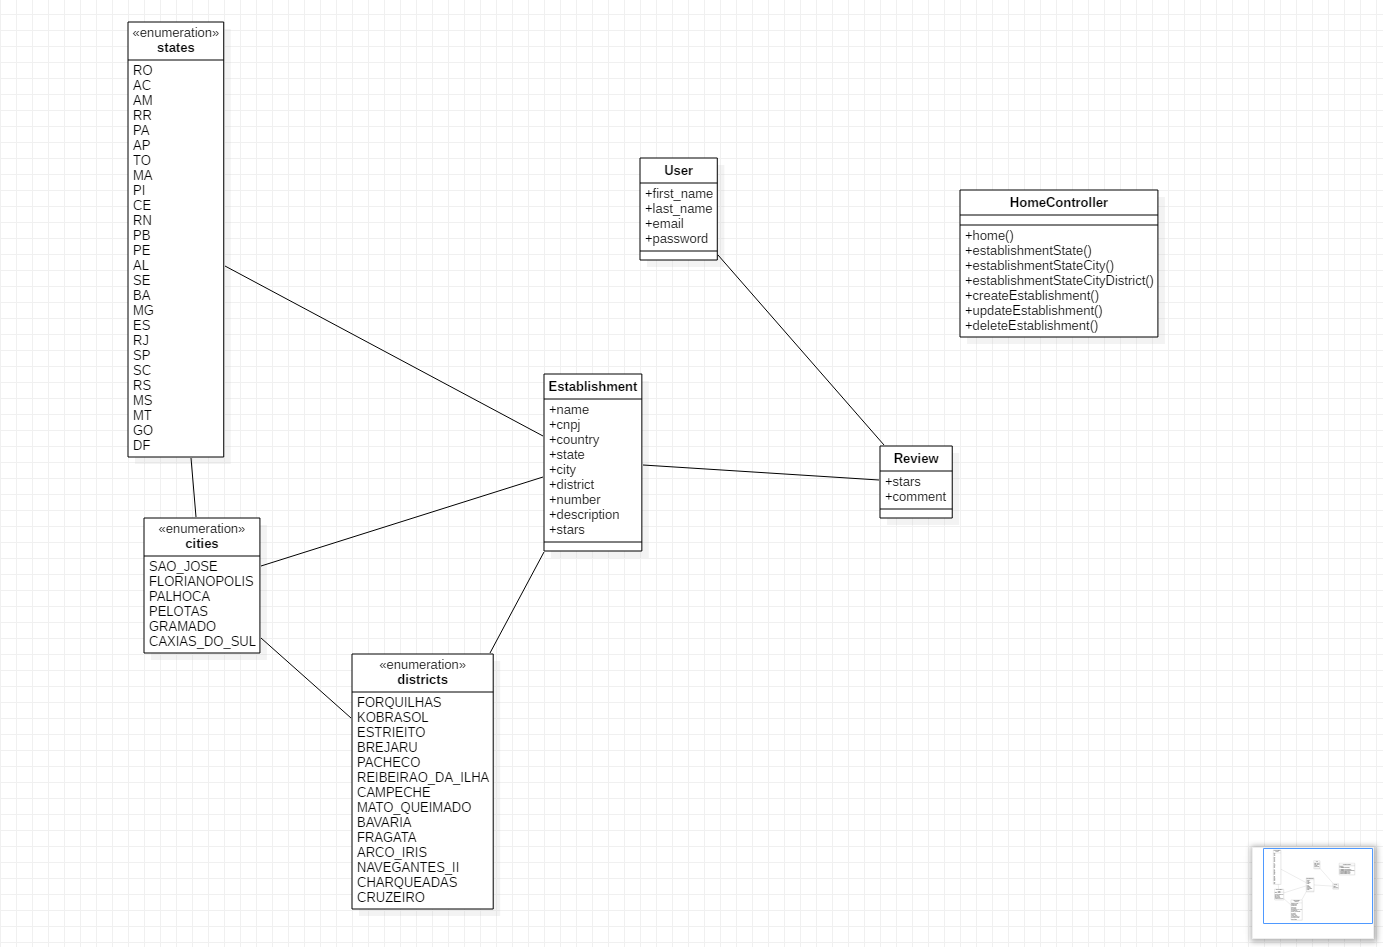 «enumeration»
states
RO
AC
AM
RR
PA
AP
TO
MA
PI
CE
RN
PB
PE
AL
SE
BA
MG
ES
RJ
SP
SC
RS
MS
MT
GO
DF
User
+first_name
+last_name
+email
+password
HomeController
+home()
+establishmentState()
+establishmentStateCity()
+establishmentStateCityDistrict()
+createEstablishment()
+updateEstablishment()
+deleteEstablishment()
Establishment
+name
+cnpj
+country
+state
+city
+district
+number
+description
+stars
Review
+stars
+comment
«enumeration»
cities
SAO_JOSE
FLORIANOPOLIS
PALHOCA
PELOTAS
GRAMADO
CAXIAS_DO_SUL
«enumeration»
districts
FORQUILHAS
KOBRASOL
ESTRIEITO
BREJARU
PACHECO
REIBEIRAO_DA_ILHA
CAMPECHE
MATO_QUEIMADO
BAVARIA
FRAGATA
ARCO_IRIS
NAVEGANTES_II
CHARQUEADAS
CRUZEIRO